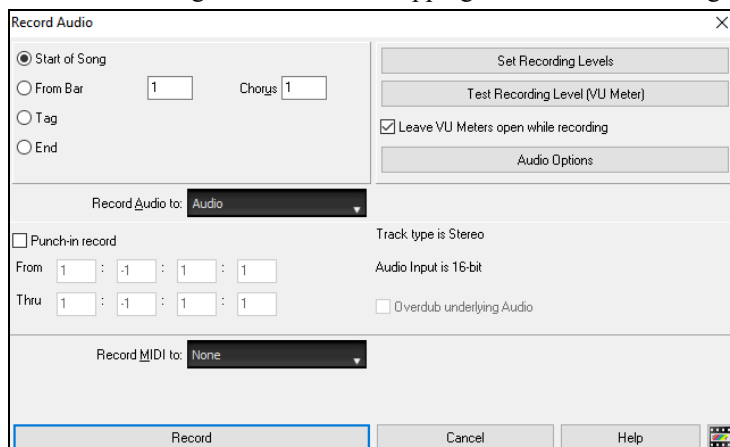 Record Audio
Start of Song
From Bar 1 Chorus 1
Tag
End
Set Recording Levels
Test Recording Level (VU Meter)
Leave VU Meters open while recording
Audio Options
Record Audio to: Audio
Punch-in record
From 1 : -1 : 1 : 1
Thru 1 : -1 : 1 : 1
Track type is Stereo
Audio Input is 16-bit
Overdub underlying Audio
Record MIDI to: None
Record Cancel Help